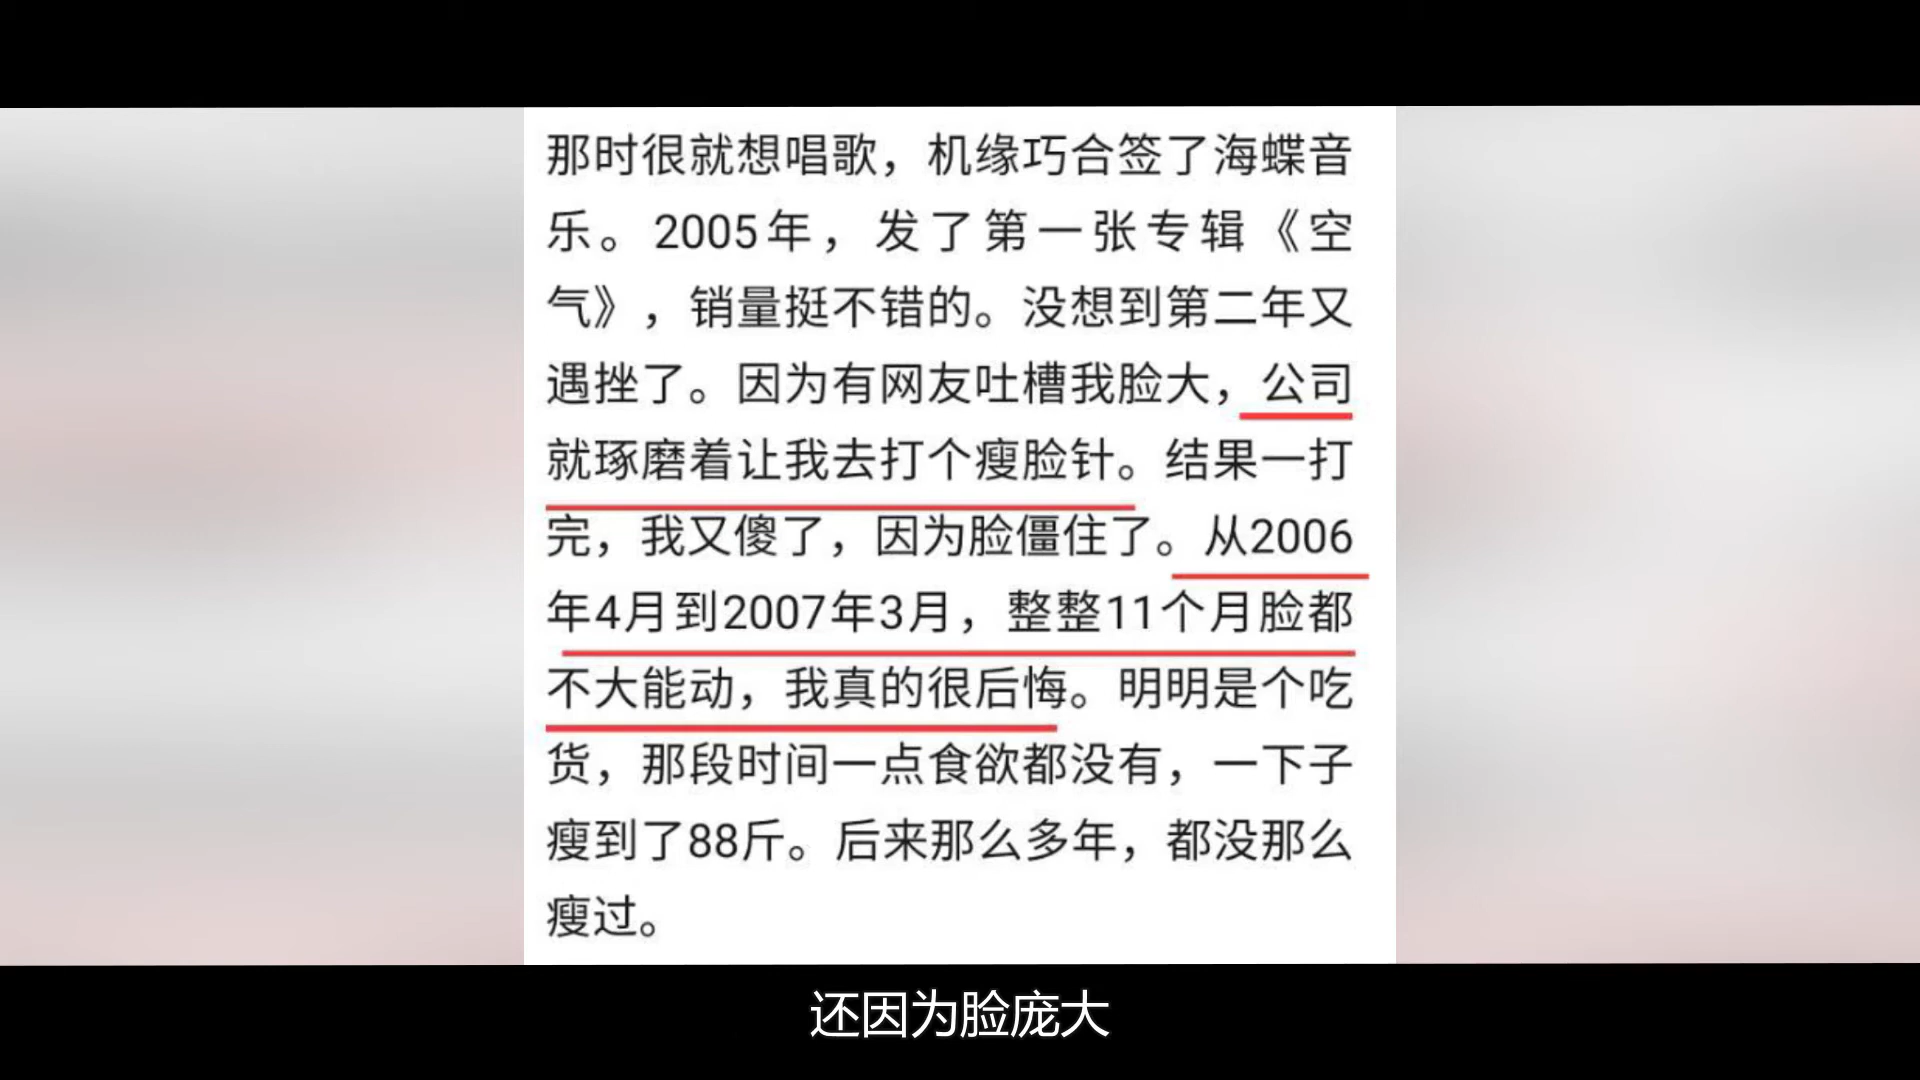 那时很就想唱歌，机缘巧合签了海蝶音
乐。2005年，发了第一张专辑《空
气》，销量挺不错的。没想到第二年又
遇挫了。因为有网友吐槽我脸大，公司
就琢磨着让我去打个瘦脸针。结果一打
完，我又傻了，因为脸僵住了。从2006
年4月到2007年3月，整整11个月脸都
不大能动，我真的很后悔。明明是个吃
货，那段时间一点食欲都没有，一下子
瘦到了88斤。后来那么多年，都没那么
瘦过。
还因为脸庞大